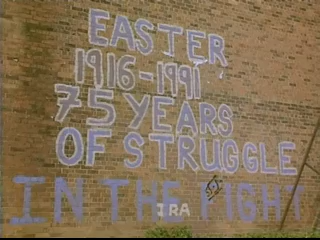 EASTER
1916-1991
75 YEARS
OF STRUGGLE
IN THE FIGHT
IRA